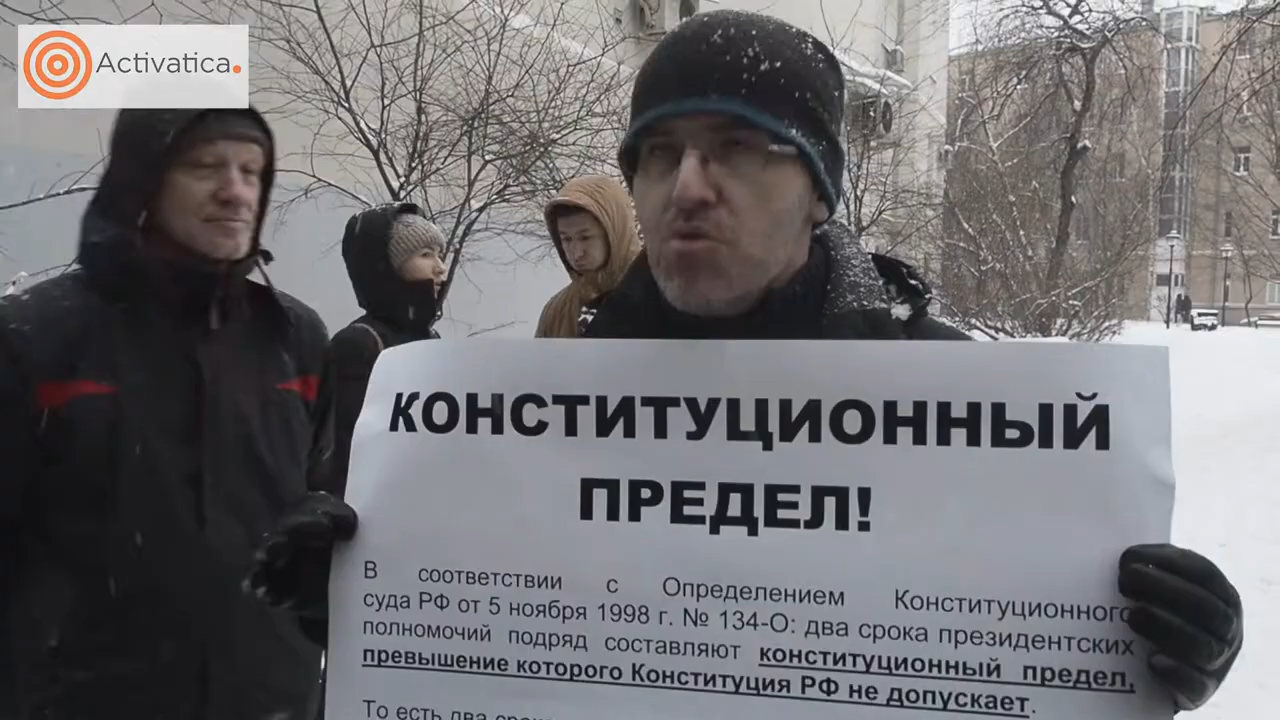 Activatica.
КОНСТИТУЦИОННЫЙ
ПРЕДЕЛ!
В соответствии с Определением Конституционного
суда РФ от 5 ноября 1998 г. № 134-О: два срока президентских
полномочий подряд составляют конституционный предел,
превышение которого Конституция РФ не допускает.
То есть два